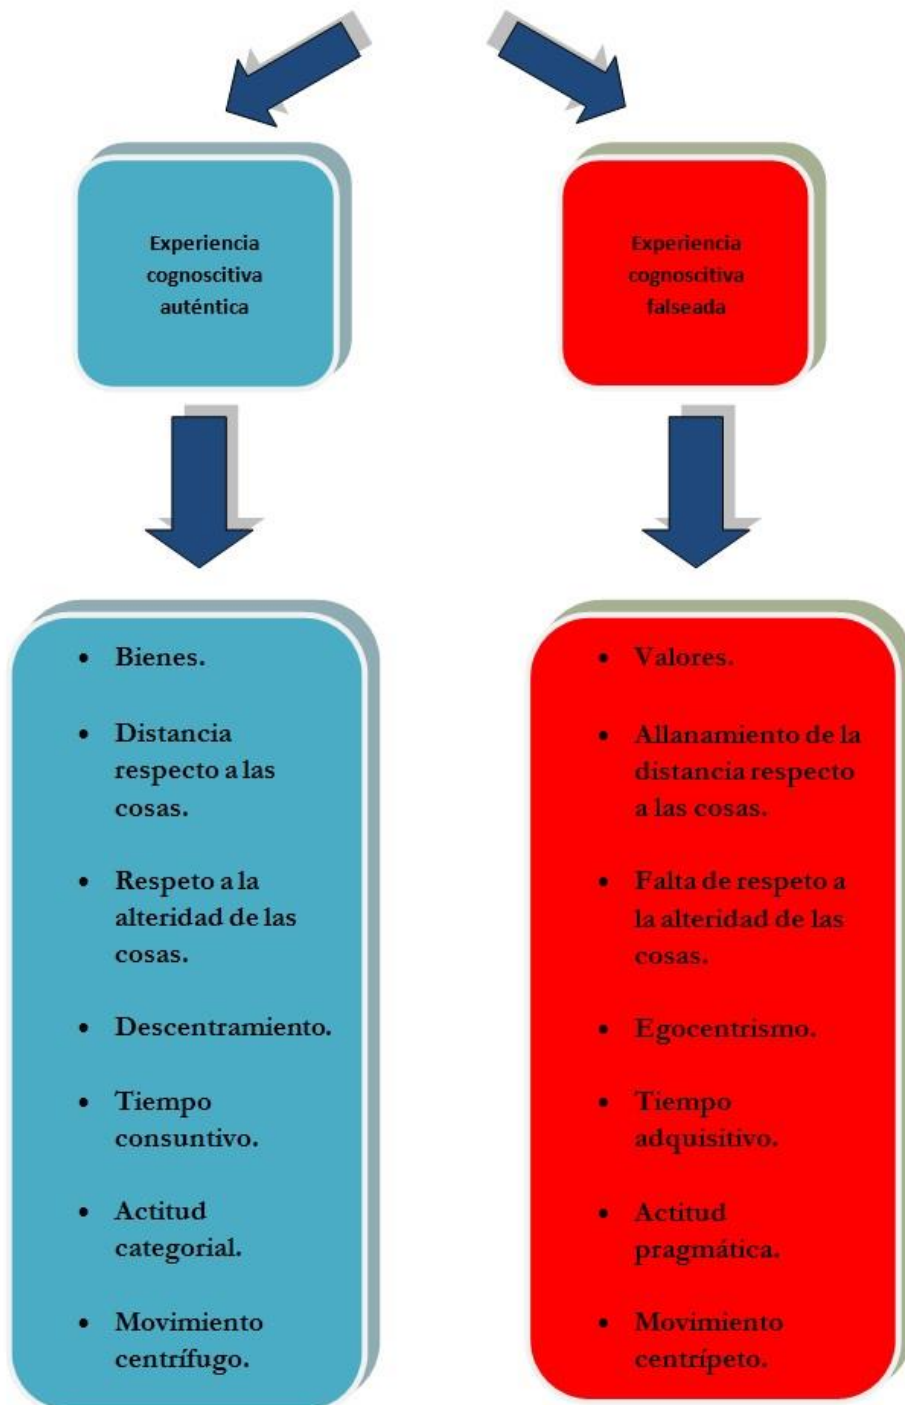 Experiencia
cognoscitiva
auténtica
Experiencia
cognoscitiva
falseada
• Bienes.
• Distancia
respecto a las
cosas.
• Respeto a la
alteridad de las
cosas.
• Descentramiento.
• Tiempo
consuntivo.
• Actitud
categorial.
• Movimiento
centrífugo.
• Valores.
• Allanamiento de la
distancia respecto
a las cosas.
• Falta de respeto a
la alteridad de las
cosas.
• Egocentrismo.
• Tiempo
adquisitivo.
• Actitud
pragmática.
• Movimiento
centrípeto.